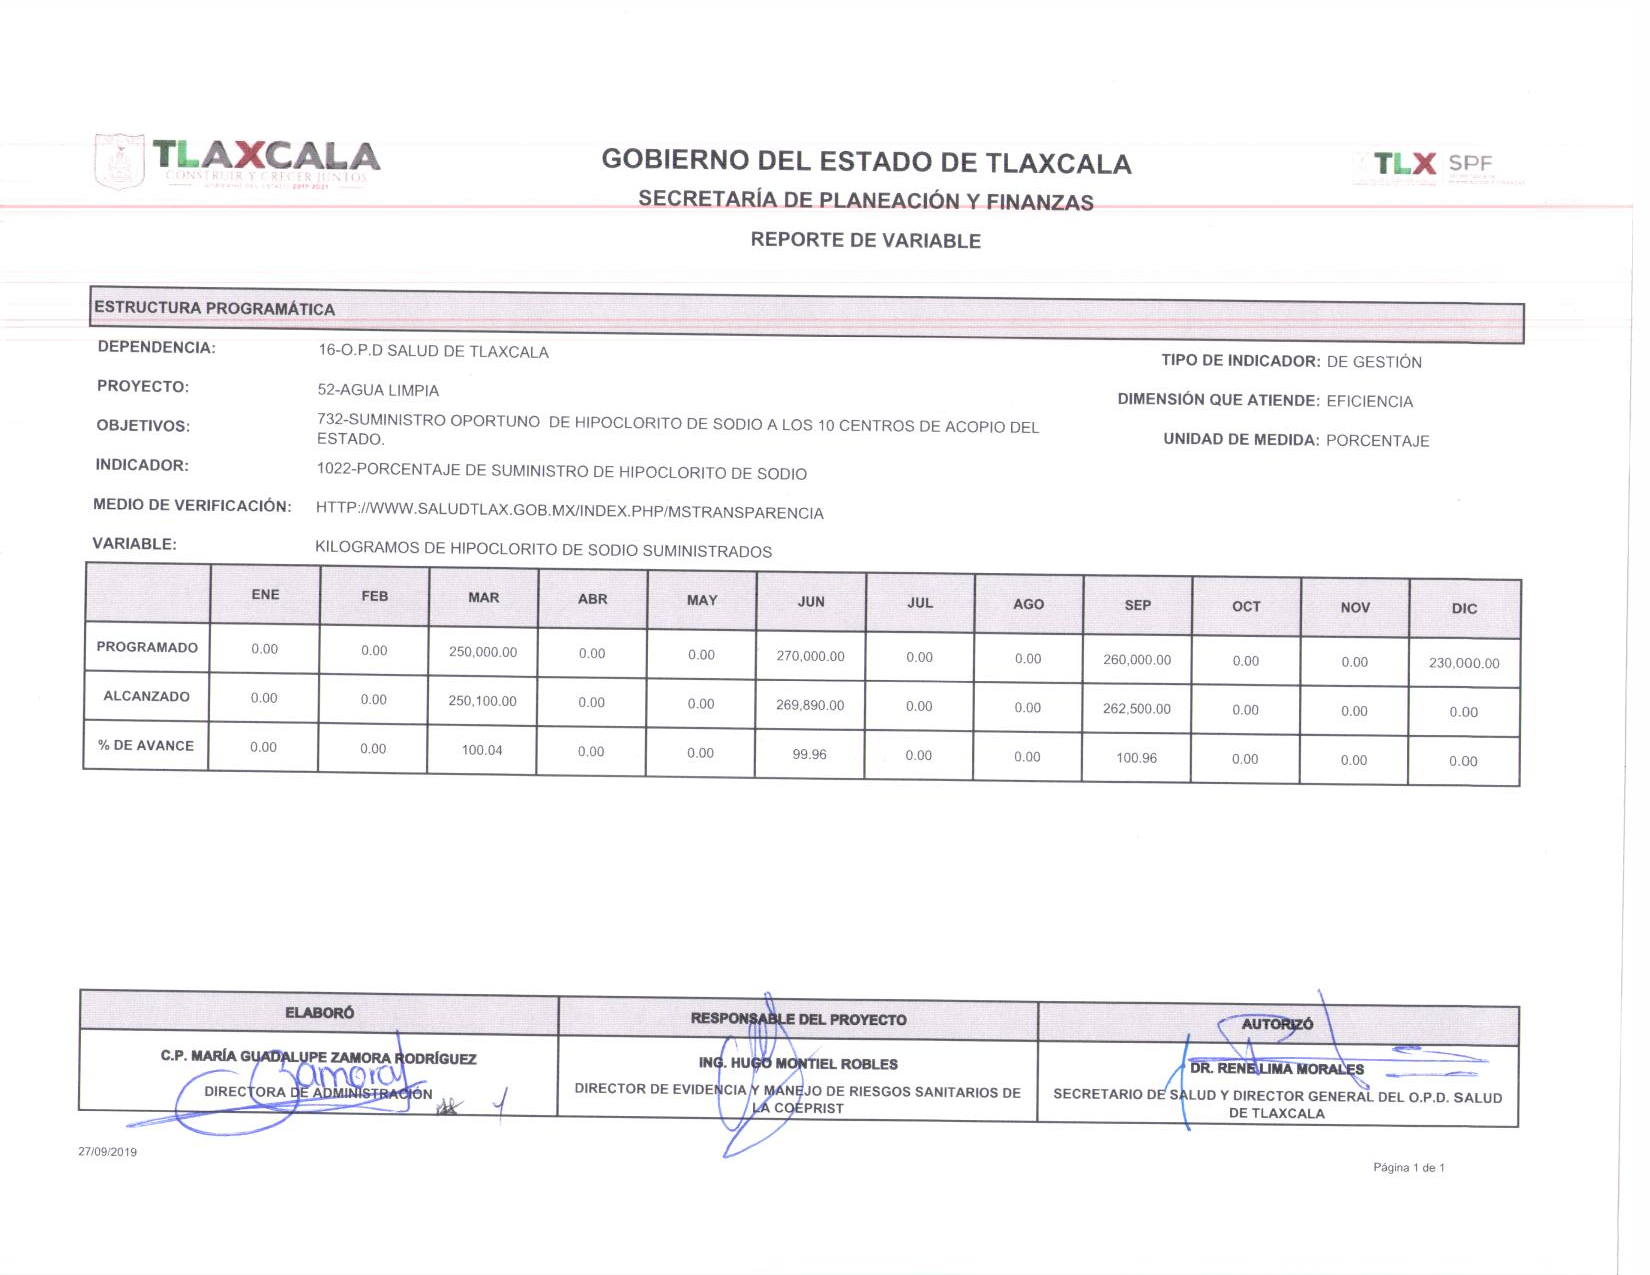 TLAXCALA
CONSTRUIR Y CRECER JUNTOS
GOBIERNO DEL ESTADO DE TLAXCALA
SECRETARÍA DE PLANEACIÓN Y FINANZAS
REPORTE DE VARIABLE
TLX SPF
ESTRUCTURA PROGRAMÁTICA
DEPENDENCIA: 16-O.P.D SALUD DE TLAXCALA
TIPO DE INDICADOR: DE GESTIÓN
PROYECTO: 52-AGUA LIMPIA
DIMENSIÓN QUE ATIENDE: EFICIENCIA
OBJETIVOS: 732-SUMINISTRO OPORTUNO DE HIPOCLORITO DE SODIO A LOS 10 CENTROS DE ACOPIO DEL
ESTADO.
UNIDAD DE MEDIDA: PORCENTAJE
INDICADOR: 1022-PORCENTAJE DE SUMINISTRO DE HIPOCLORITO DE SODIO
MEDIO DE VERIFICACIÓN: HTTP://WWW.SALUDTLAX.GOB.MX/INDEX.PHP/MSTRANSPARENCIA
VARIABLE: KILOGRAMOS DE HIPOCLORITO DE SODIO SUMINISTRADOS
ENE FEB MAR ABR MAY JUN JUL AGO SEP OCT NOV DIC
PROGRAMADO 0.00 0.00 250,000.00 0.00 0.00 270,000.00 0.00 0.00 260,000.00 0.00 0.00 230,000.00
ALCANZADO 0.00 0.00 250,100.00 0.00 0.00 269,890.00 0.00 0.00 262,500.00 0.00 0.00 0.00
% DE AVANCE 0.00 0.00 100.04 0.00 0.00 99.96 0.00 0.00 100.96 0.00 0.00 0.00
ELABORÓ
C.P. MARÍA GUADALUPE ZAMORA RODRÍGUEZ
Zamora
DIRECTORA DE ADMINISTRACIÓN
RESPONSABLE DEL PROYECTO
ING. HUGO MONTIEL ROBLES
DIRECTOR DE EVIDENCIA Y MANEJO DE RIESGOS SANITARIOS DE
LA COEPRIST
AUTORIZÓ
DR. RENE LIMA MORALES
SECRETARIO DE SALUD Y DIRECTOR GENERAL DEL O.P.D. SALUD
DE TLAXCALA
27/09/2019
Página 1 de 1